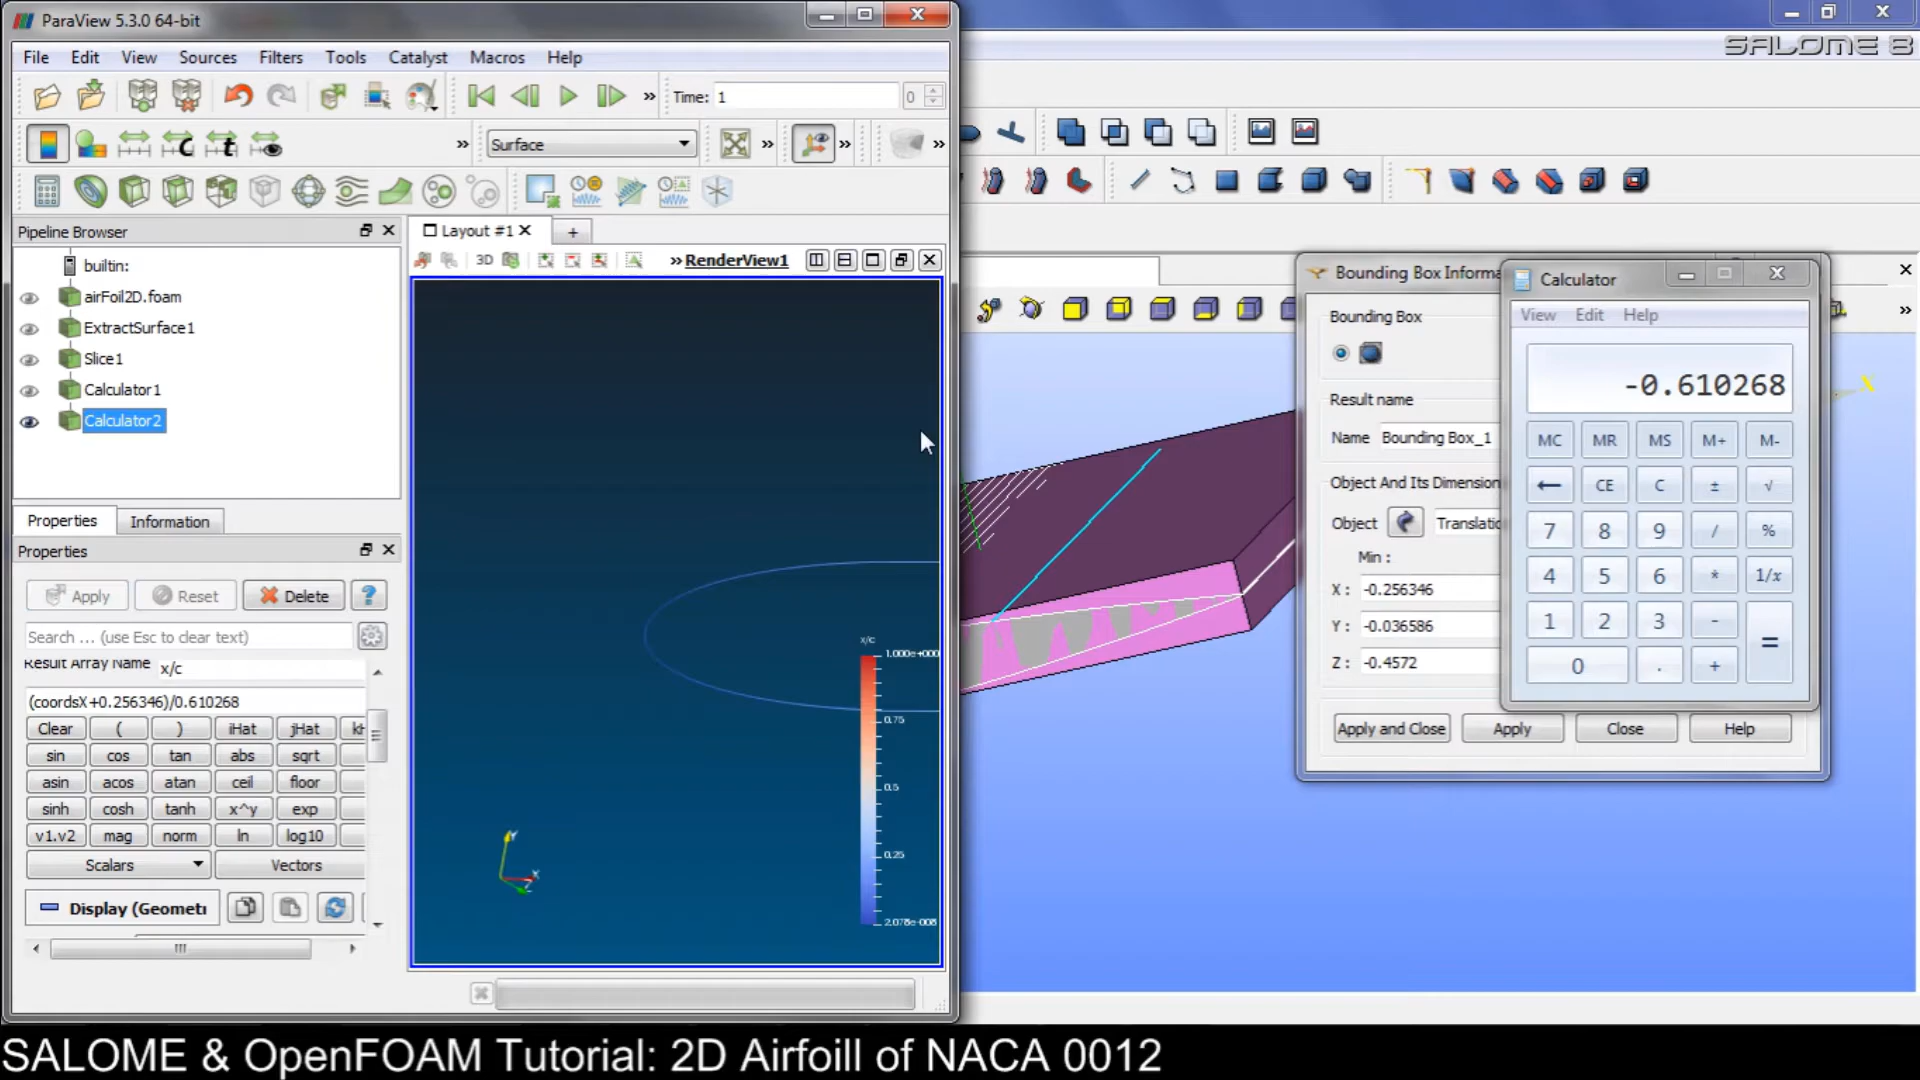 ParaView 5.3.0 64-bit
SALOME 8
File Edit View Sources Filters Tools Catalyst Macros Help
Time: 1 0
Surface
Pipeline Browser
Layout #1
3D RenderView1
builtin:
airFoil2D.foam
ExtractSurface1
Slice1
Calculator1
Calculator2
Properties Information
Properties
Apply Reset Delete ?
Search ... (use Esc to clear text)
Result Array Name x/c
(coordsX+0.256346)/0.610268
Clear ( ) iHat jHat
sin cos tan abs sqrt
asin acos atan ceil floor
sinh cosh tanh x^y exp
v1.v2 mag norm ln log10
Scalars Vectors
Display (Geometi
x/c
1.000e+000
0.75
0.5
0.25
2.078e-008
Y
X
Z
X
Bounding Box Informa
Bounding Box
Result name
Name Bounding Box_1
Object And Its Dimension
Object Translatio
Min :
X : -0.256346
Y : -0.036586
Z : -0.4572
Apply and Close Apply Close Help
Calculator
View Edit Help
-0.610268
MC MR MS M+ M-
← CE C ± √
7 8 9 / %
4 5 6 * 1/x
1 2 3 - =
0 . +
SALOME & OpenFOAM Tutorial: 2D Airfoill of NACA 0012